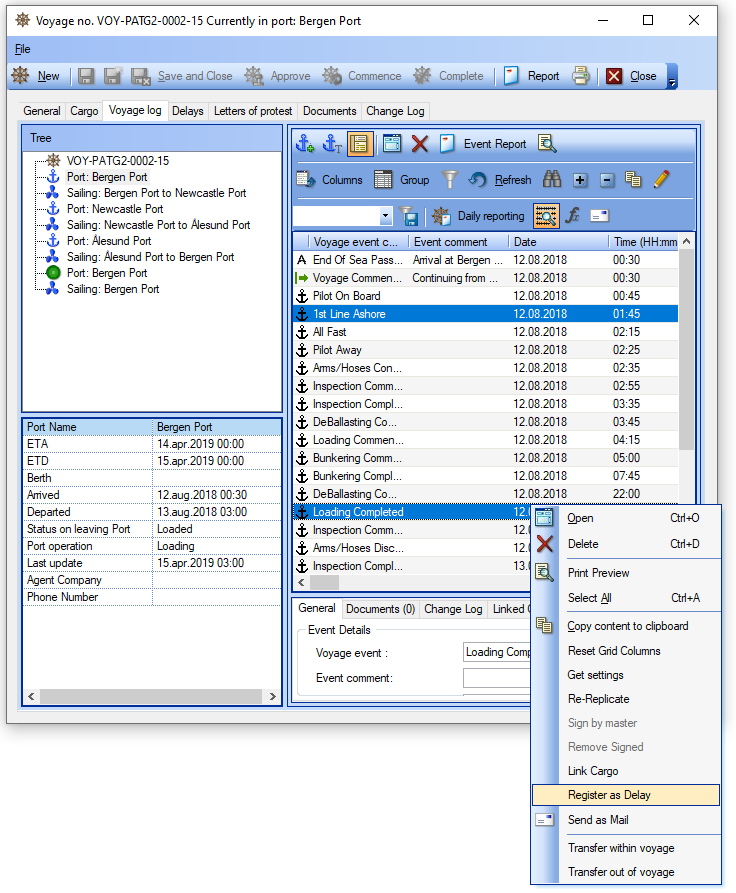 Voyage no. VOY-PATG2-0002-15 Currently in port: Bergen Port
File
New Save and Close Approve Commence Complete Report Close
General Cargo Voyage log Delays Letters of protest Documents Change Log
Tree
VOY-PATG2-0002-15
Port: Bergen Port
Sailing: Bergen Port to Newcastle Port
Port: Newcastle Port
Sailing: Newcastle Port to Ålesund Port
Port: Ålesund Port
Sailing: Ålesund Port to Bergen Port
Port: Bergen Port
Sailing: Bergen Port
Port Name Bergen Port
ETA 14.apr.2019 00:00
ETD 15.apr.2019 00:00
Berth
Arrived 12.aug.2018 00:30
Departed 13.aug.2018 03:00
Status on leaving Port Loaded
Port operation Loading
Last update 15.apr.2019 03:00
Agent Company
Phone Number
Event Report
Columns Group Refresh
Daily reporting
Voyage event c... Event comment Date Time (HH:mm
A End Of Sea Pass... Arrival at Bergen ... 12.08.2018 00:30
Voyage Commen... Continuing from ... 12.08.2018 00:30
Pilot On Board 12.08.2018 00:45
1st Line Ashore 12.08.2018 01:45
All Fast 12.08.2018 02:15
Pilot Away 12.08.2018 02:25
Arms/Hoses Con... 12.08.2018 02:35
Inspection Comm... 12.08.2018 02:55
Inspection Compl... 12.08.2018 03:35
DeBallasting Co... 12.08.2018 03:45
Loading Commen... 12.08.2018 04:15
Bunkering Comm... 12.08.2018 05:00
Bunkering Compl... 12.08.2018 07:45
DeBallasting Co... 12.08.2018 22:00
Loading Completed 12.0
Inspection Comm... 12.0
Arms/Hoses Disc... 12.0
Inspection Compl... 13.0
General Documents (0) Change Log Linked C
Event Details
Voyage event : Loading Comp
Event comment:
Open Ctrl+O
Delete Ctrl+D
Print Preview
Select All Ctrl+A
Copy content to clipboard
Reset Grid Columns
Get settings
Re-Replicate
Sign by master
Remove Signed
Link Cargo
Register as Delay
Send as Mail
Transfer within voyage
Transfer out of voyage